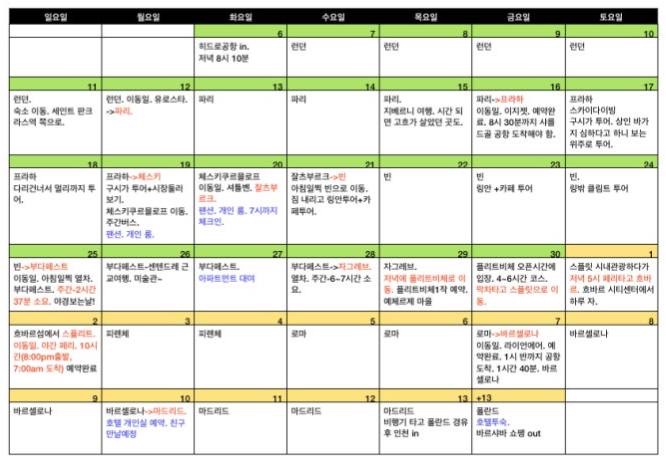 일요일 월요일 화요일 수요일 목요일 금요일 토요일
6 7 8 9 10
히드로공항 in.
저녁 8시 10분
런던
런던
런던
런던
11 12 13 14 15 16 17
런던.
숙소 이동. 세인트 판크
라스역 쪽으로.
런던. 이동일. 유로스타.
->파리.
파리
파리
파리.
지베르니 여행. 시간 되
면 고흐가 살았던 곳도.
파리->프라하
이동일. 이지젯. 예약완
료. 8시 30분까지 샤를
드골 공항 도착해야 함.
프라하
스카이다이빙
구시가 투어. 상인 바가
지 심하다고 하니 보는
위주로 투어.
18 19 20 21 22 23 24
프라하
다리건너서 멀리까지 투
어.
프라하->체스키
구시가 투어+시장둘러
보기.
체스키쿠르믈로프 이동.
주간버스.
팬션. 개인 룸.
체스키쿠르믈로프
이동일. 셔틀벤. 잘츠부
르크.
팬션. 개인 룸. 7시까지
체크인.
잘츠부르크->빈
아침일찍 빈으로 이동.
짐 내리고 링안투어+카
페투어.
빈
빈
링안 +카페 투어
빈.
링밖 클림트 투어
25 26 27 28 29 30 1
빈->부다페스트
이동일. 아침일찍 열차.
부다페스트. 주간-2시간
37분 소요. 야경보는날!
부다페스트-센텐드레 근
교여행. 미술관~
부다페스트.
아파트먼트 대여
부다페스트->자그레브.
열차. 주간-6~7시간 소
요.
자그레브.
저녁에 플리트비체로 이
동. 플리트비체1박 예약.
예체르제 마을
플리트비체 오픈시간에
입장. 4~6시간 코스.
막차타고 스플릿으로 이
동.
스플릿 시내관광하다가
저녁 5시 페리타고 흐바
르. 흐바르 시티센터에서
하루 자.
2 3 4 5 6 7 8
흐바르섬에서 스플리트.
이동일. 야간 페리. 10시
간(8:00pm출발,
7:00am 도착) 예약완료
피렌체
피렌체
로마
로마
로마->바르셀로나
이동일. 라이언에어. 예
약완료. 1시 반까지 공항
도착. 1시간 40분. 바르
셀로나
바르셀로나
9 10 11 12 13 +13
바르셀로나
바르셀로나->마드리드.
호텔 개인실 예약. 친구
만날예정
마드리드
마드리드
마드리드
비행기 타고 폴란드 경유
후 인천 in
폴란드
호텔투숙.
바르샤바 쇼팽 out